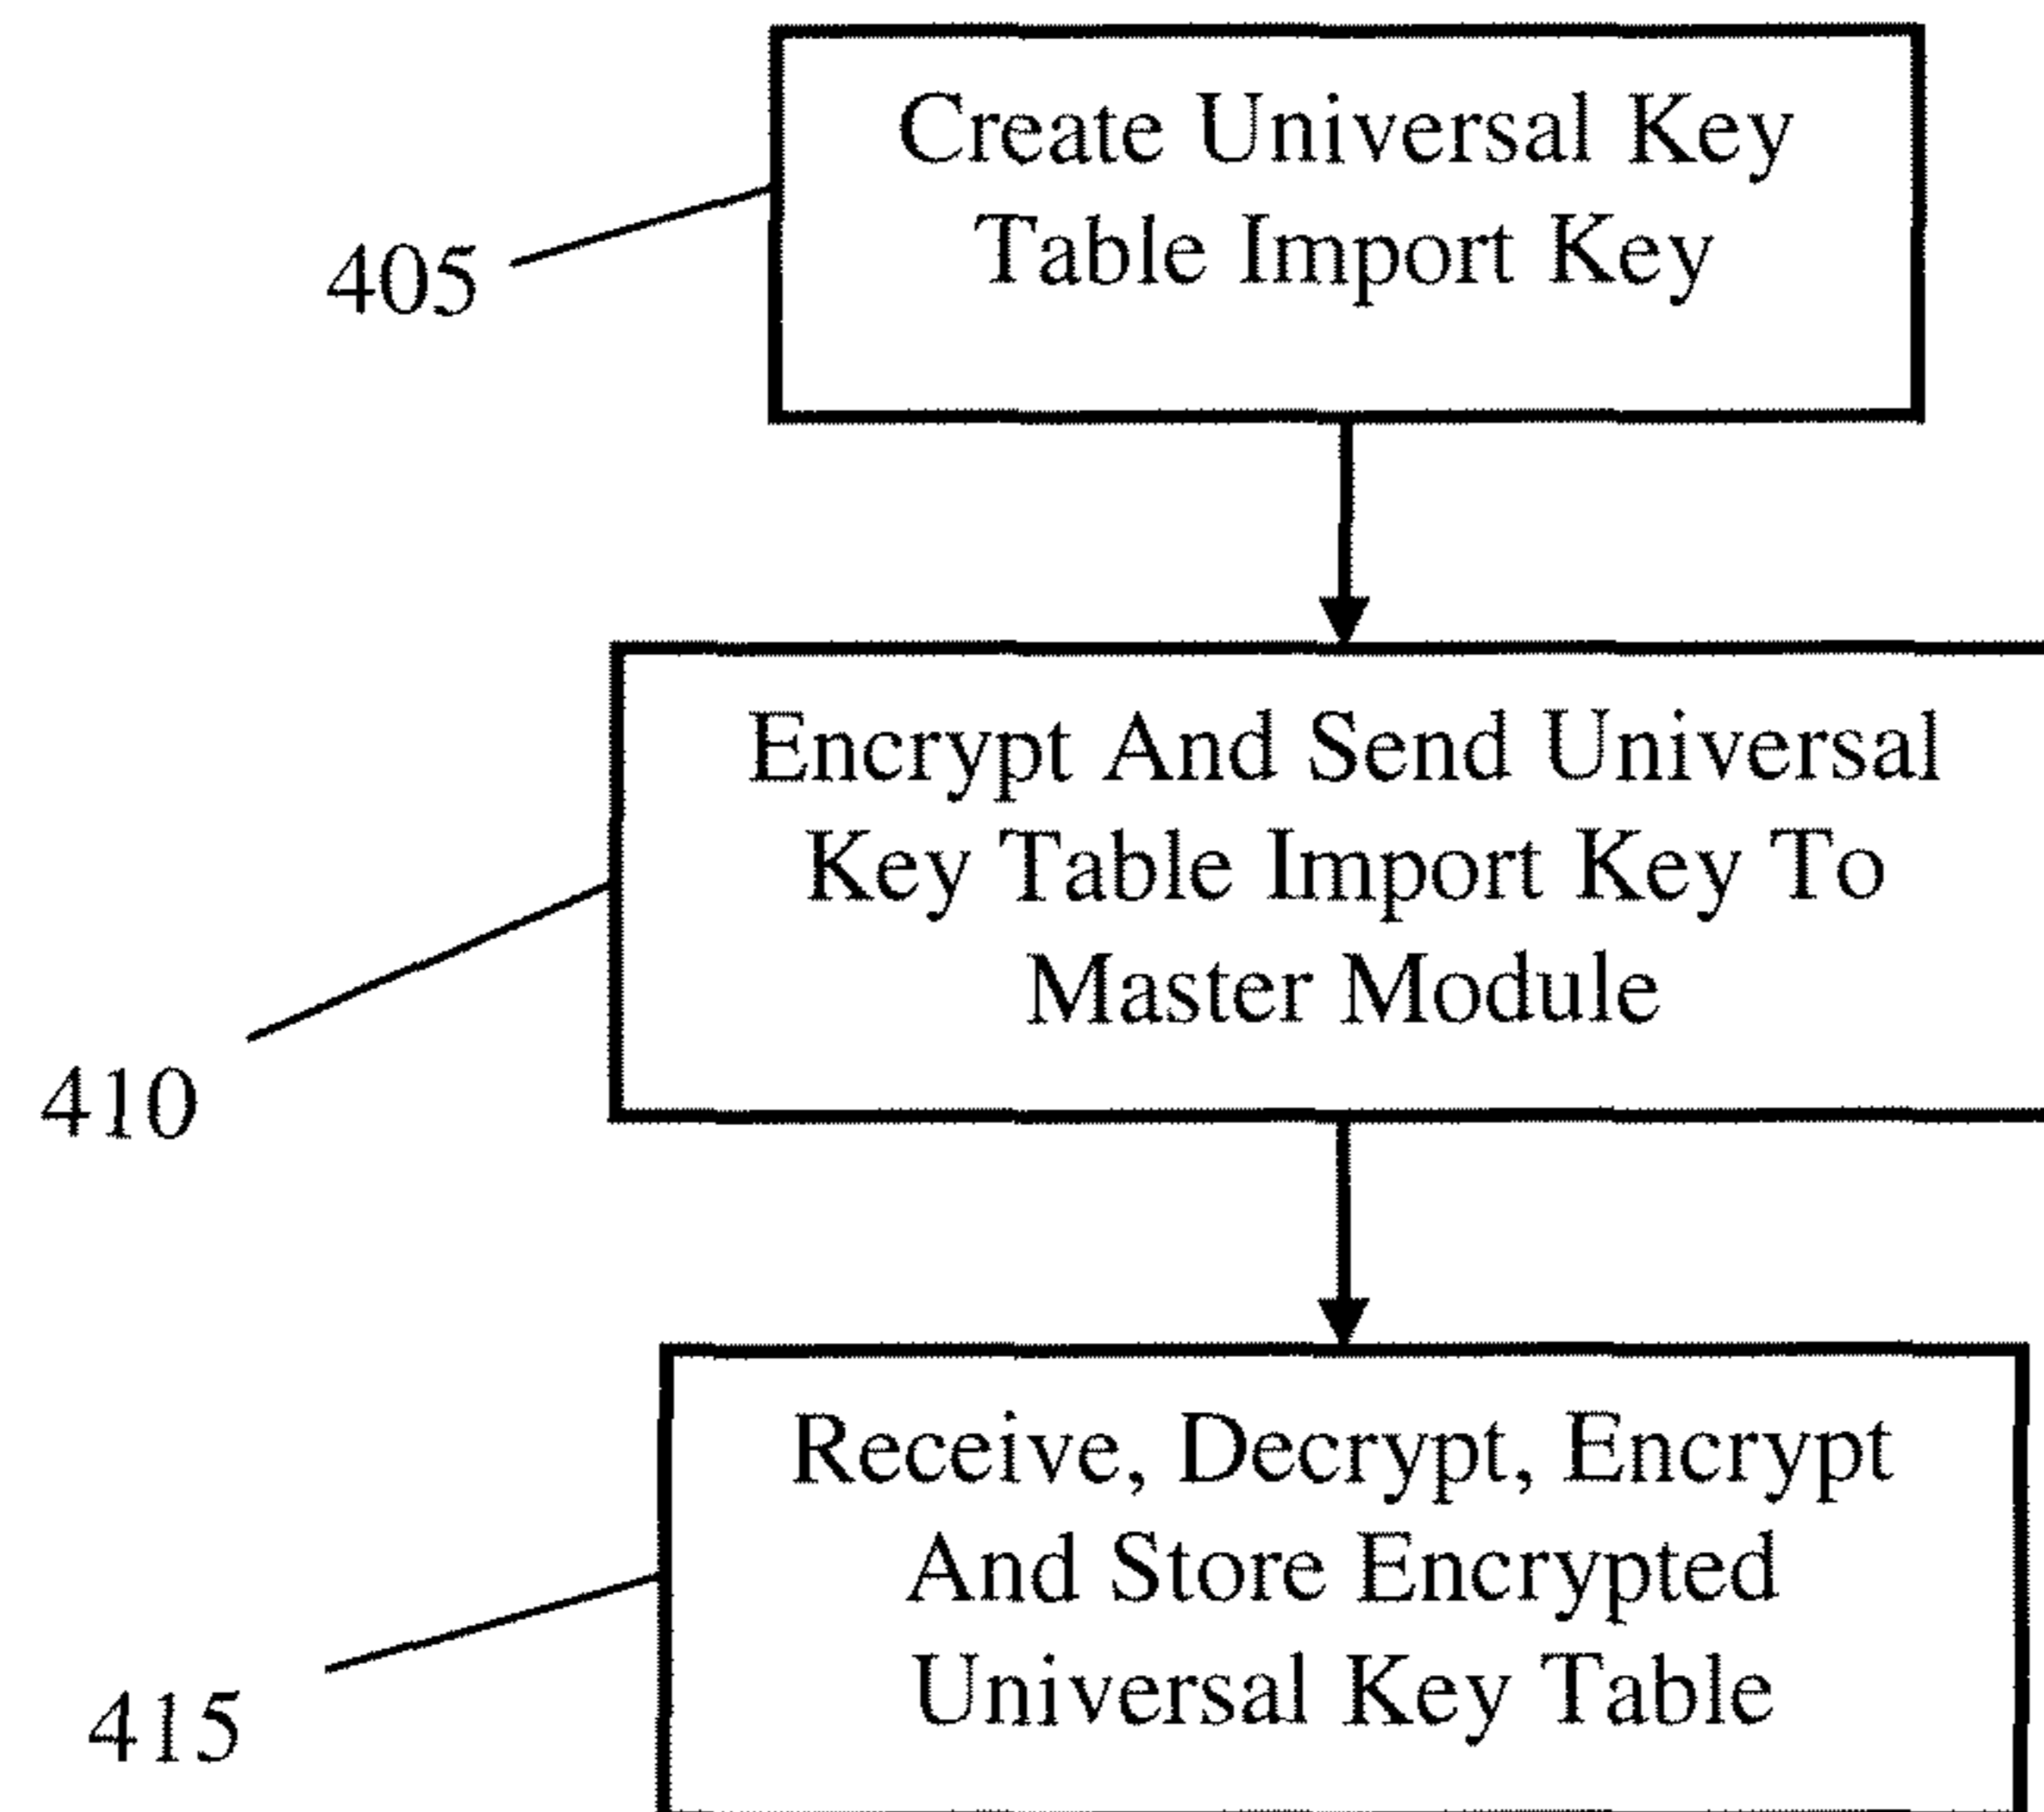 Create Universal Key
Table Import Key
405
Encrypt And Send Universal
Key Table Import Key To
Master Module
410
Receive, Decrypt, Encrypt
And Store Encrypted
Universal Key Table
415